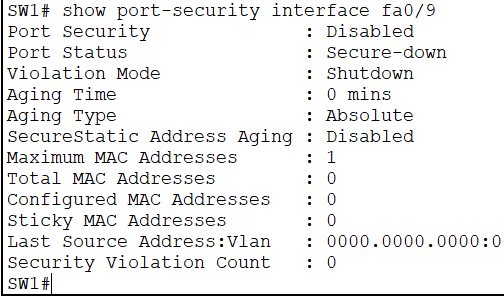 SW1# show port-security interface fa0/9
Port Security : Disabled
Port Status : Secure-down
Violation Mode : Shutdown
Aging Time : 0 mins
Aging Type : Absolute
SecureStatic Address Aging : Disabled
Maximum MAC Addresses : 1
Total MAC Addresses : 0
Configured MAC Addresses : 0
Sticky MAC Addresses : 0
Last Source Address:Vlan : 0000.0000.0000:0
Security Violation Count : 0
SW1#